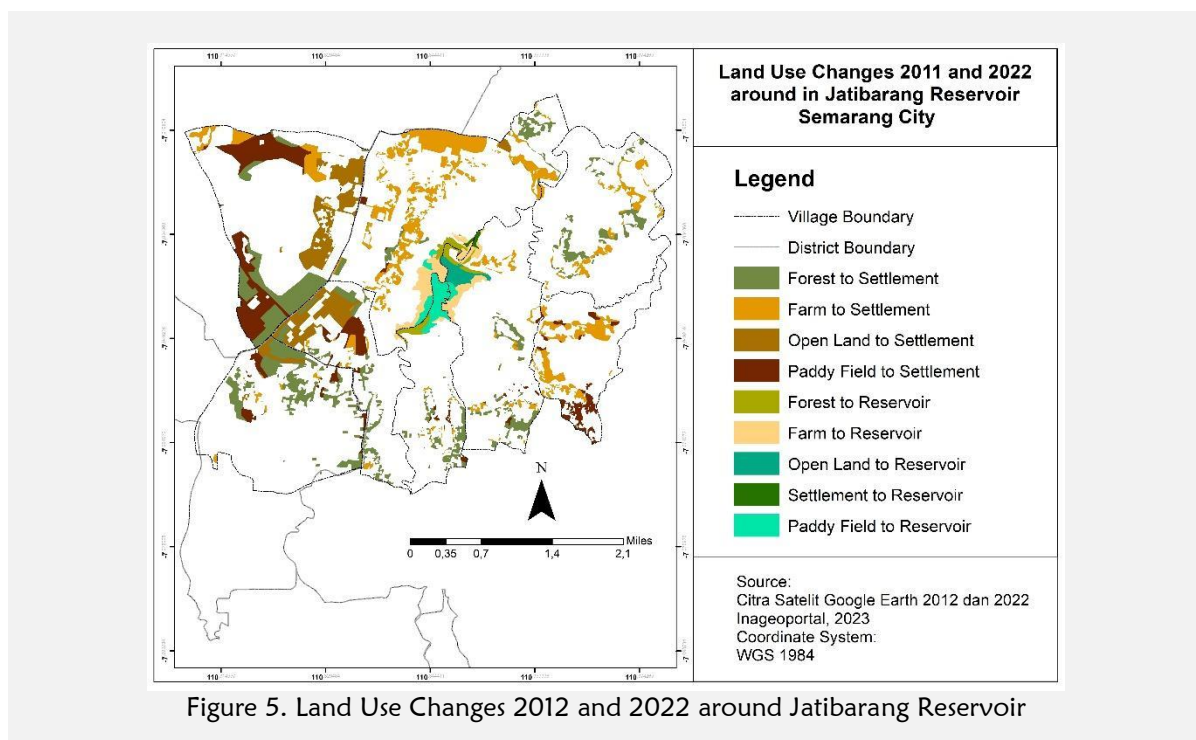 Land Use Changes 2011 and 2022
around in Jatibarang Reservoir
Semarang City
Legend
Village Boundary
District Boundary
Forest to Settlement
Farm to Settlement
Open Land to Settlement
Paddy Field to Settlement
Forest to Reservoir
Farm to Reservoir
Open Land to Reservoir
Settlement to Reservoir
Paddy Field to Reservoir
N
Miles
0 0,35 0,7 1,4 2,1
Source:
Citra Satelit Google Earth 2012 dan 2022
Inageoportal, 2023
Coordinate System:
WGS 1984
Figure 5. Land Use Changes 2012 and 2022 around Jatibarang Reservoir